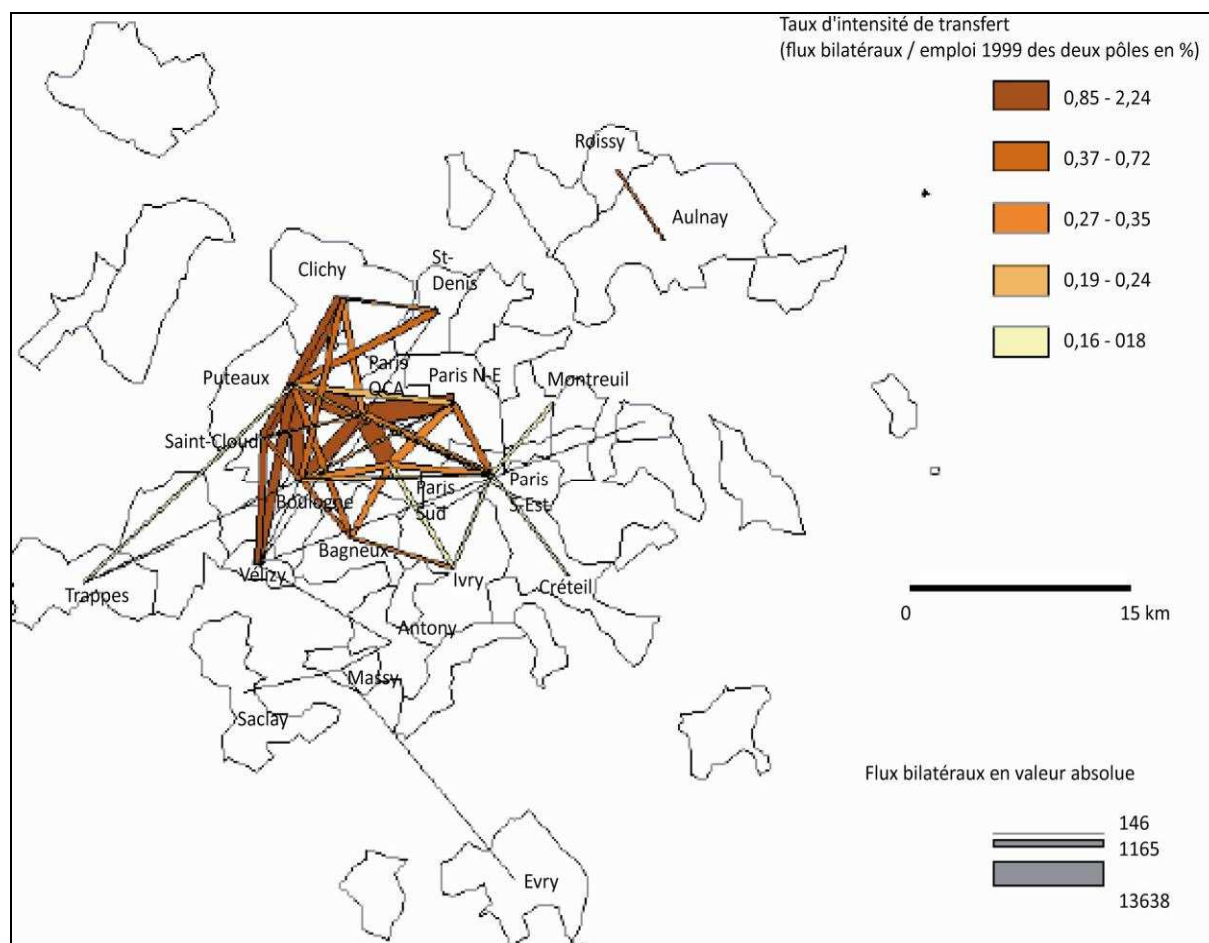 Taux d'intensité de transfert
(flux bilatéraux / emploi 1999 des deux pôles en %)
0,85 - 2,24
0,37 - 0,72
0,27 - 0,35
0,19 - 0,24
0,16 - 018
Roissy
Aulnay
Clichy
St-
Denis
Puteaux
Paris
QCA
Paris N-E
Montreuil
Saint-Cloud
Boulogne
Paris
Sud
Paris
S-Est
Bagneux
Vélizy
Trappes
Ivry
Créteil
Antony
Massy
Saclay
Evry
0
15 km
Flux bilatéraux en valeur absolue
146
1165
13638